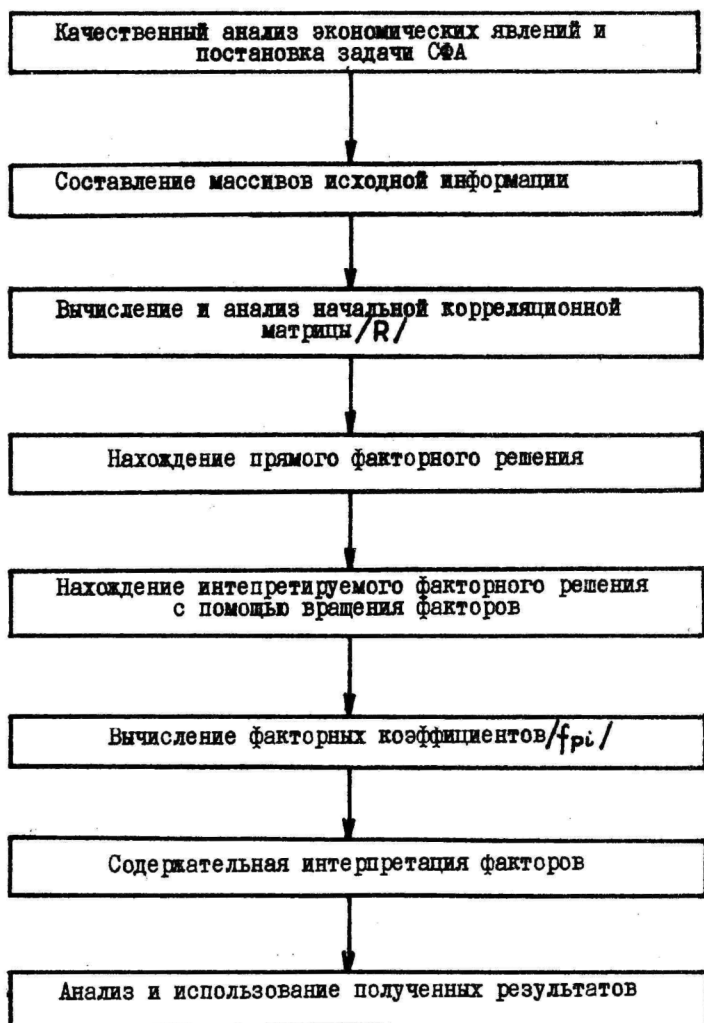 Качественный анализ экономических явлений и
постановка задачи СФА
Составление массивов исходной информации
Вычисление и анализ начальной корреляционной
матрицы /R/
Нахождение прямого факторного решения
Нахождение интепретируемого факторного решения
с помощью вращения факторов
Вычисление факторных коэффициентов /fpi/
Содержательная интерпретация факторов
Анализ и использование полученных результатов